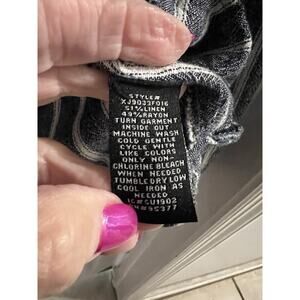 STYLE#
XJ9033F016
51%LINEN
49%RAYON
TURN GARMENT
INSIDE OUT
MACHINE WASH
COLD GENTLE
CYCLE WITH
LIKE COLORS
ONLY NON-
CHLORINE BLEACH
WHEN NEEDED
TUMBLE DRY LOW
COOL IRON AS
NEEDED